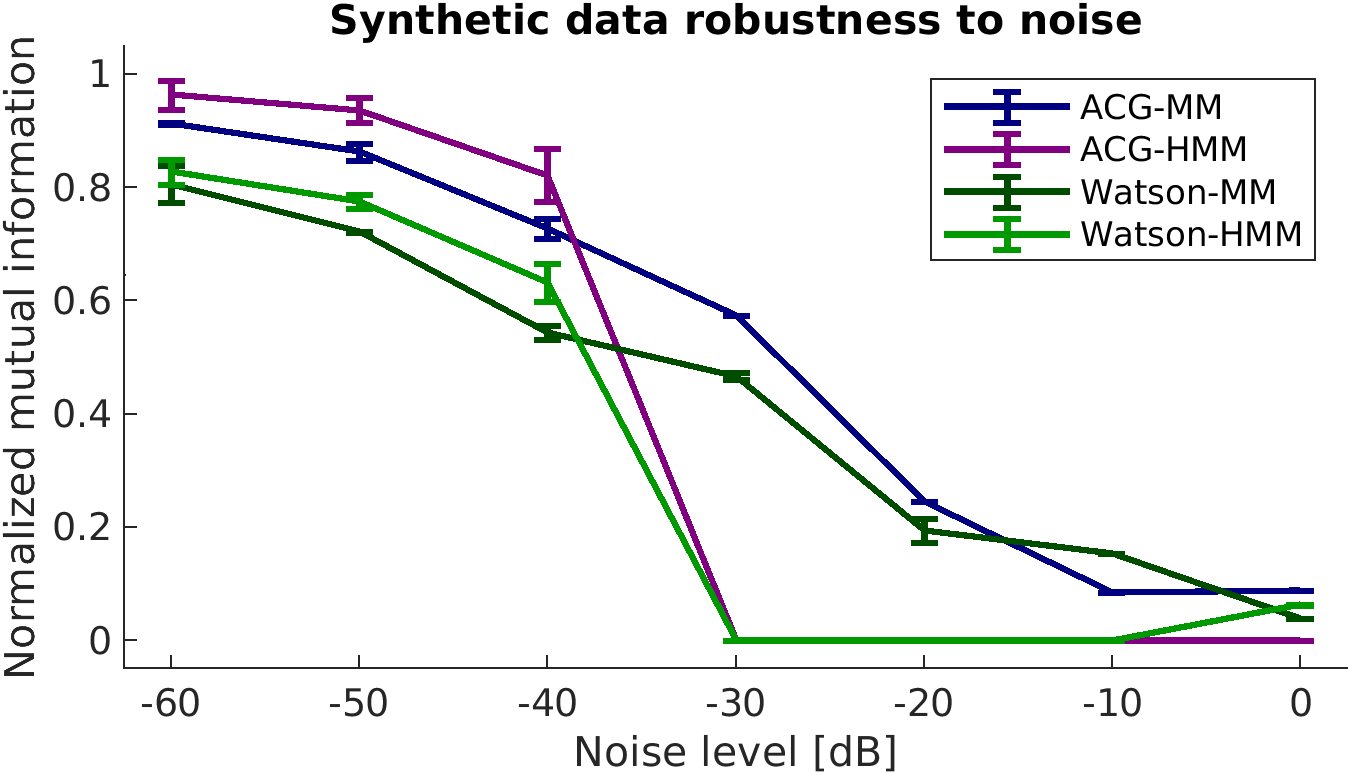 Synthetic data robustness to noise
Normalized mutual information
1
0.8
0.6
0.4
0.2
0
ACG-MM
ACG-HMM
Watson-MM
Watson-HMM
-60 -50 -40 -30 -20 -10 0
Noise level [dB]